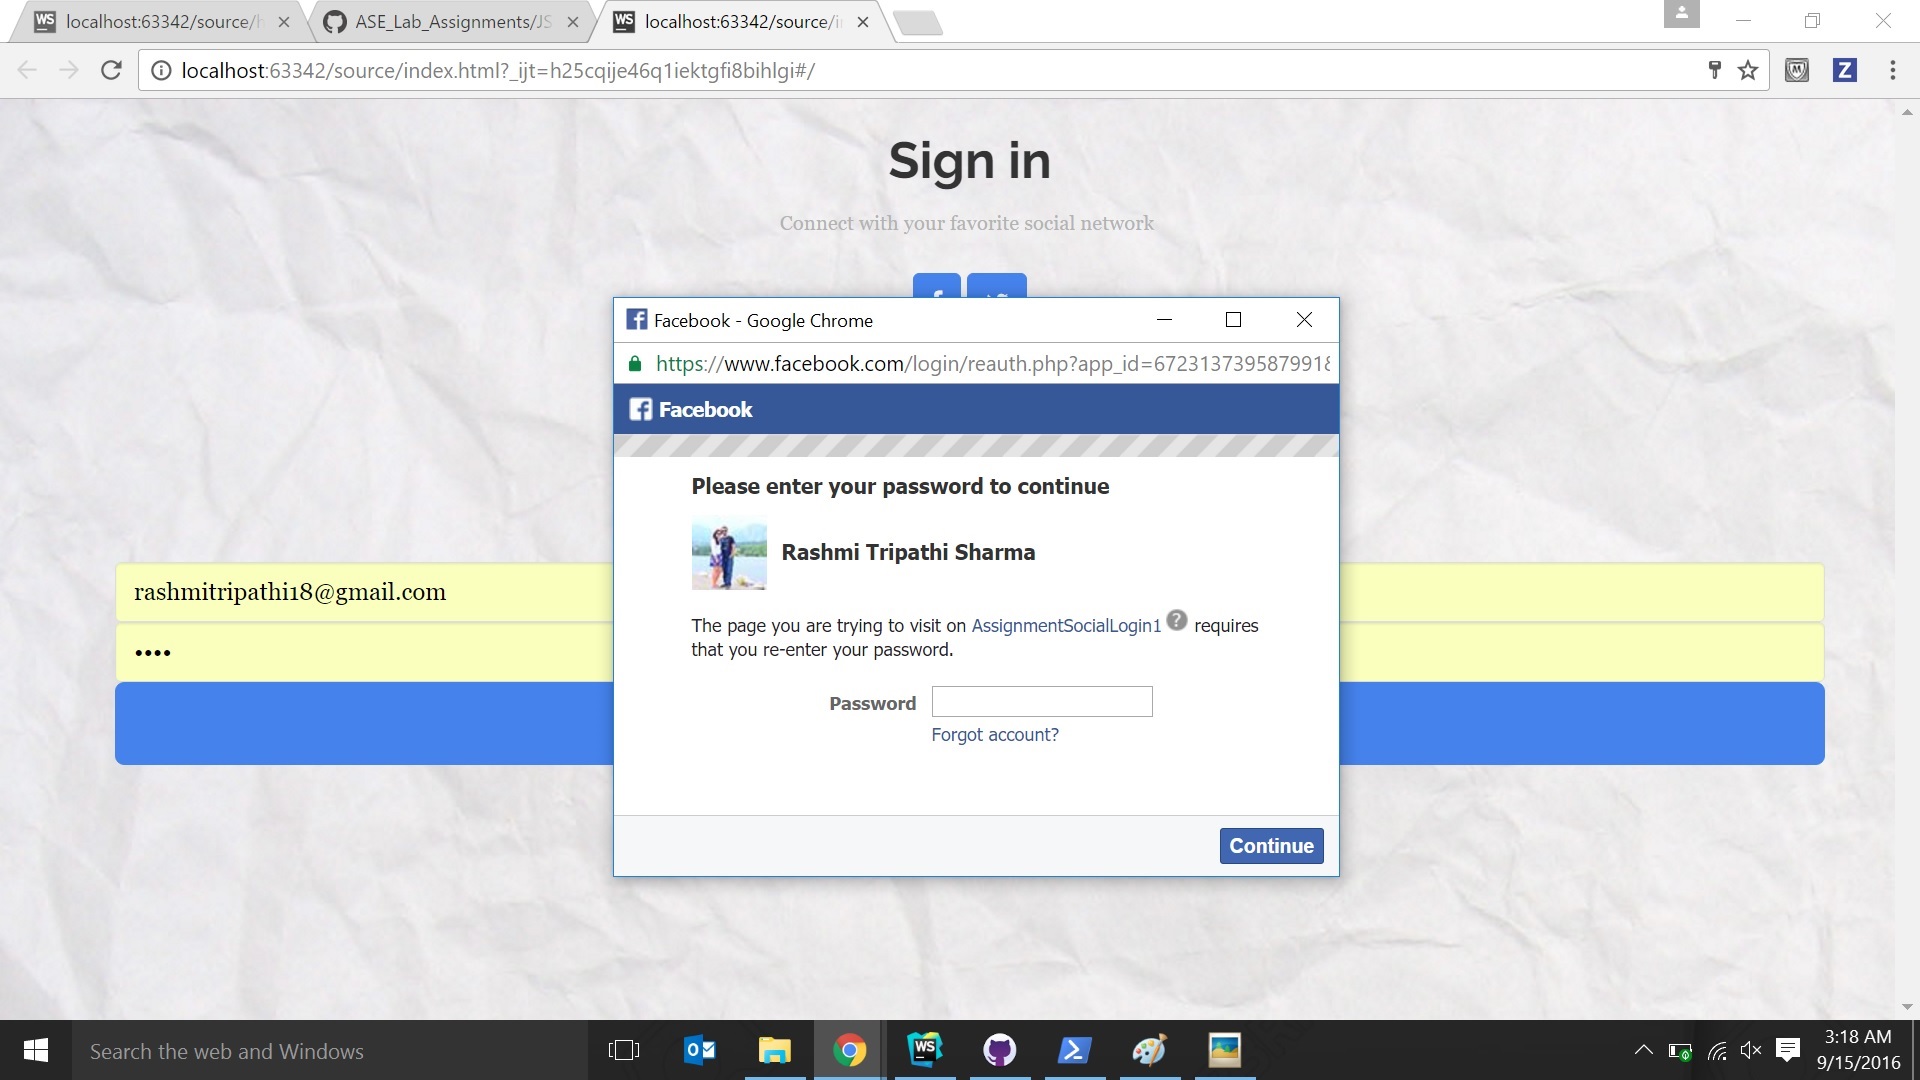 localhost:63342/source/h
ASE_Lab_Assignments/JS
localhost:63342/source/in
localhost:63342/source/index.html?_ijt=h25cqije46q1iektgfi8bihlgi#/
Sign in
Connect with your favorite social network
Facebook - Google Chrome
https://www.facebook.com/login/reauth.php?app_id=672313739587991
Facebook
Please enter your password to continue
Rashmi Tripathi Sharma
rashmitripathi18@gmail.com
The page you are trying to visit on AssignmentSocialLogin1 ? requires
that you re-enter your password.
••••
Password
Forgot account?
Continue
Search the web and Windows
3:18 AM
9/15/2016